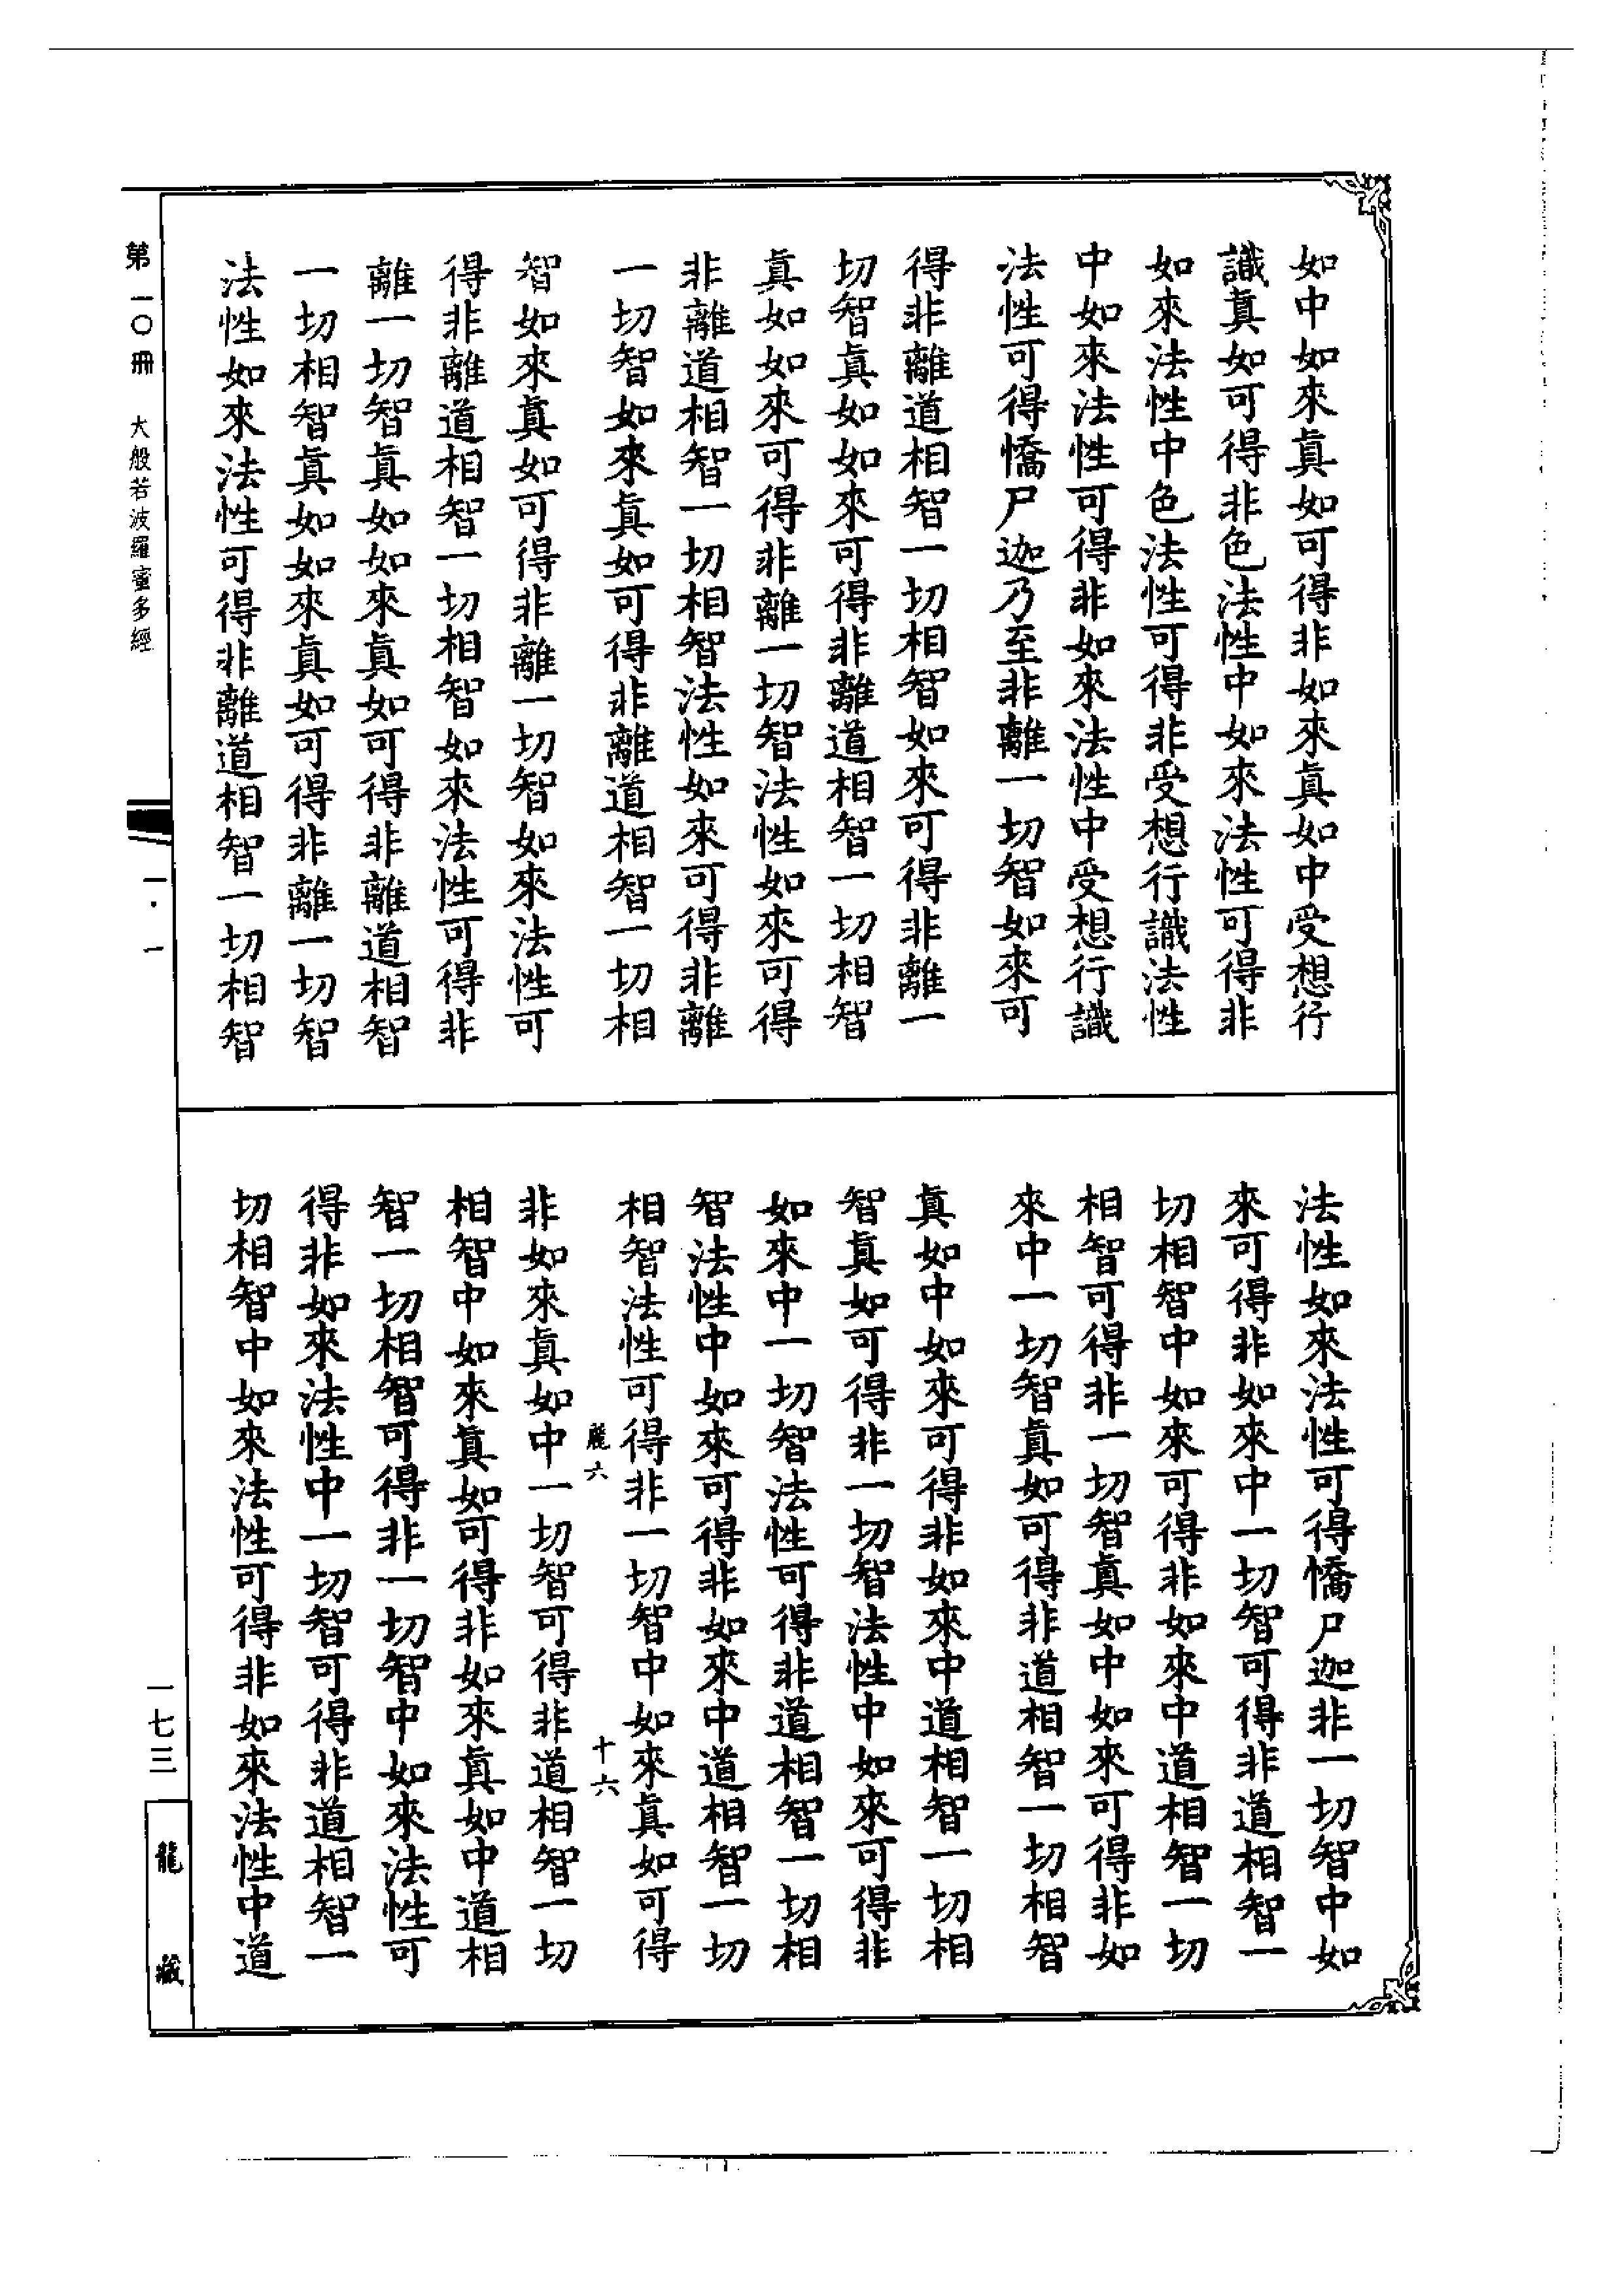 如中如來真如可得非如來真如中受想行
識真如可得非色法性中如來法性可得非
如來法性中色法性可得非受想行識法性
中如來法性可得非如來法性中受想行識
法性可得憍尸迦乃至非離一切智如來可
得非離道相智一切相智如來可得非離一
切智真如如來可得非離道相智一切相智
真如如來可得非離一切智法性如來可得
非離道相智一切相智法性如來可得非離
一切智如來真如可得非離道相智一切相
智如來真如可得非離一切智如來法性可
得非離道相智一切相智如來法性可得非
離一切智真如如來真如可得非離道相智
一切相智真如如來真如可得非離一切智
法性如來法性可得非離道相智一切相智
法性如來法性可得憍尸迦非一切智中如
來可得非如來中一切智可得非道相智一
切相智中如來可得非如來中道相智一切
相智可得非一切智真如中如來可得非如
來中一切智真如可得非道相智一切相智
真如中如來可得非如來中道相智一切相
智真如可得非一切智法性中如來可得非
如來中一切智法性可得非道相智一切相
智法性中如來可得非如來中道相智一切
相智法性可得非一切智中如來真如可得
麗六 十六
非如來真如中一切智可得非道相智一切
相智中如來真如可得非如來真如中道相
智一切相智可得非一切智中如來法性可
得非如來法性中一切智可得非道相智一
切相智中如來法性可得非如來法性中道
第一〇冊 大般若波羅蜜多經
一·一
一七三
龍藏